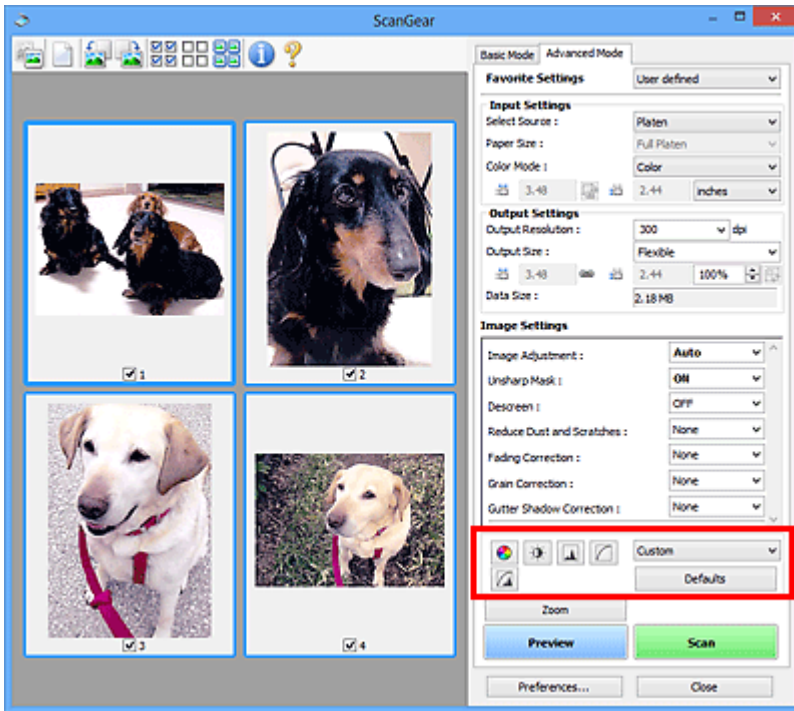 ScanGear
Basic Mode Advanced Mode
Favorite Settings User defined
Input Settings
Select Source : Platen
Paper Size : Full Platen
Color Mode : Color
3.48 2.44 inches
Output Settings
Output Resolution : 300 dpi
Output Size : Flexible
3.48 2.44 100%
Data Size : 2.18 MB
Image Settings
Image Adjustment : Auto
Unsharp Mask : ON
Descreen : OFF
Reduce Dust and Scratches : None
Fading Correction : None
Grain Correction : None
Gutter Shadow Correction : None
Custom
Defaults
Zoom
Preview Scan
Preferences... Close
1
2
3
4